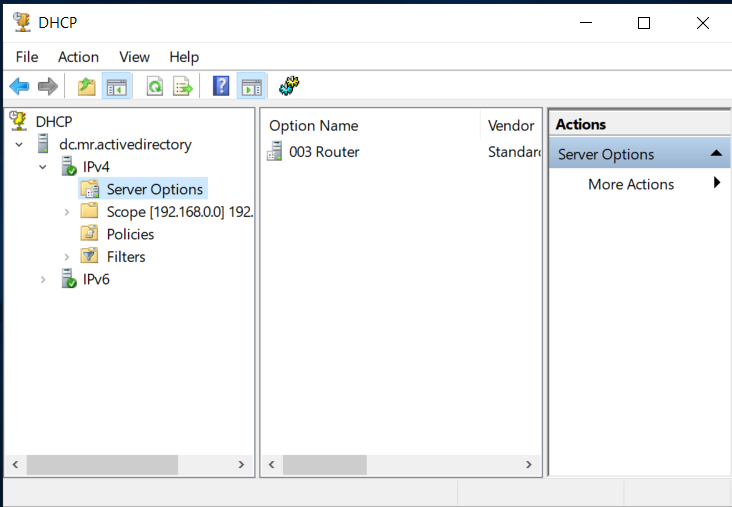 DHCP
File Action View Help
DHCP
dc.mr.activedirectory
IPv4
Server Options
Scope [192.168.0.0] 192.
Policies
Filters
IPv6
Option Name Vendor
003 Router Standard
Actions
Server Options
More Actions